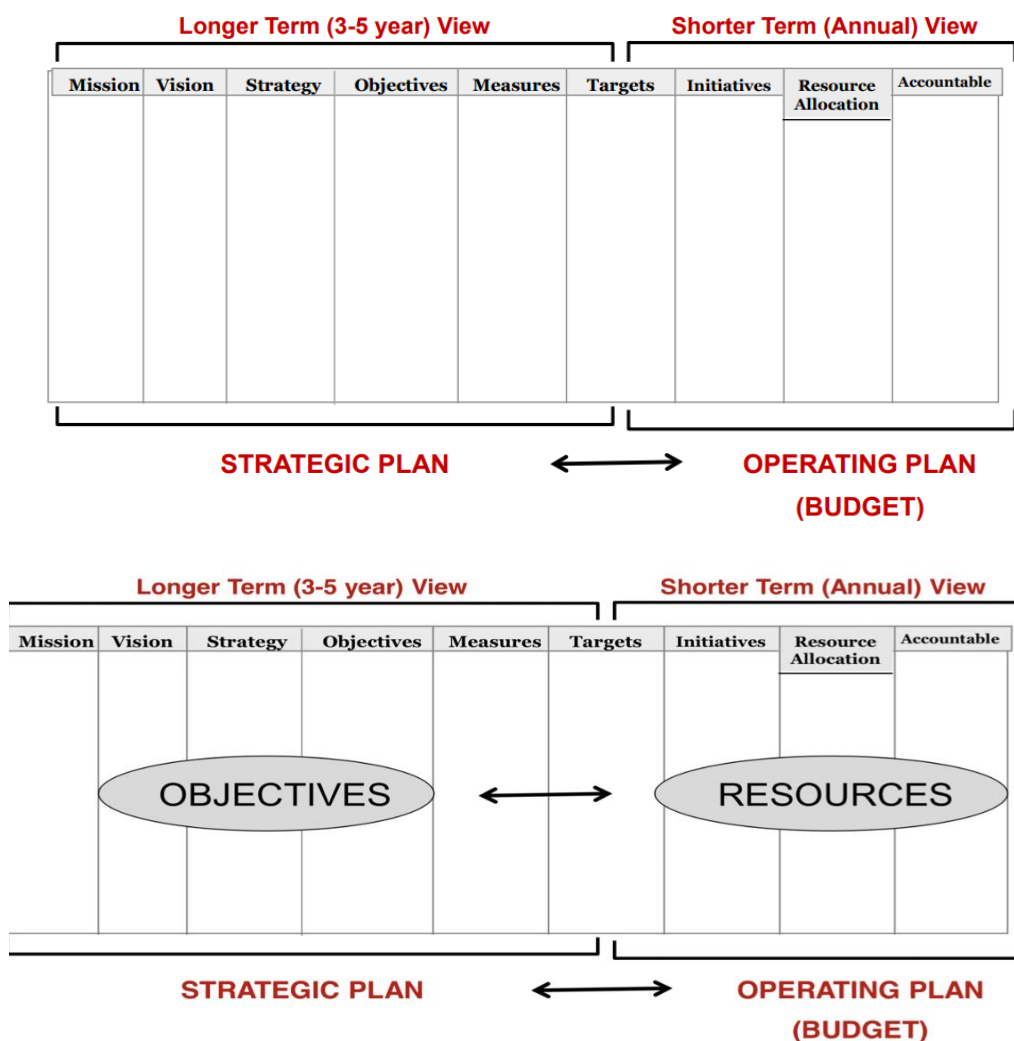 Longer Term (3-5 year) View Shorter Term (Annual) View
Mission Vision Strategy Objectives Measures Targets Initiatives Resource Allocation Accountable
STRATEGIC PLAN OPERATING PLAN
(BUDGET)
Longer Term (3-5 year) View Shorter Term (Annual) View
Mission Vision Strategy Objectives Measures Targets Initiatives Resource Allocation Accountable
OBJECTIVES RESOURCES
STRATEGIC PLAN OPERATING PLAN
(BUDGET)